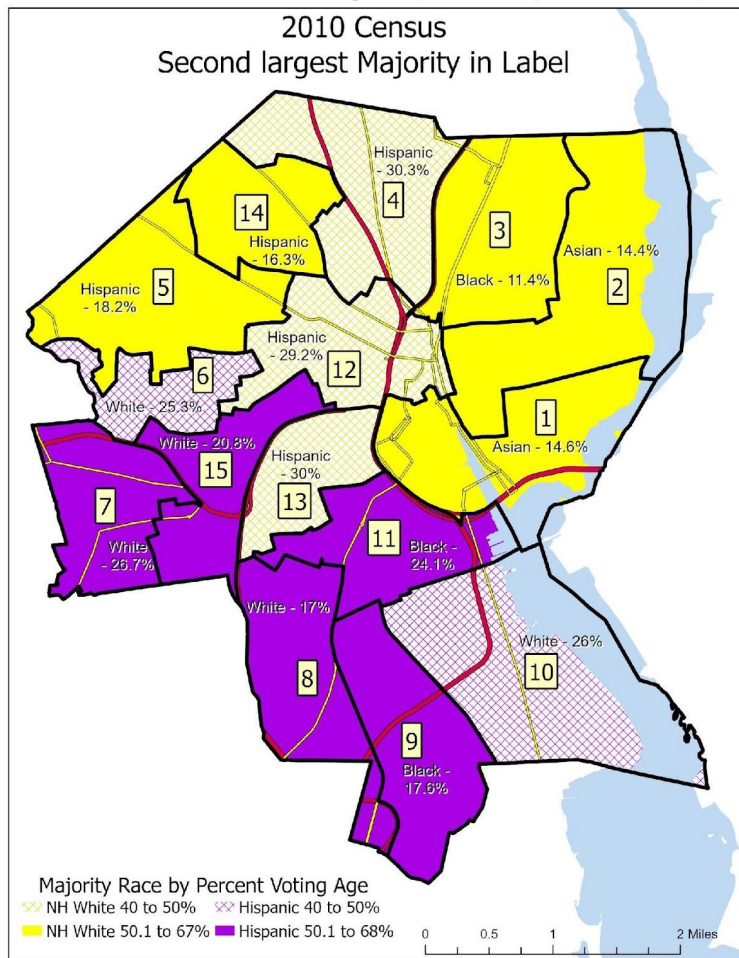 2010 Census
Second largest Majority in Label
Hispanic
- 30.3%
4
14
Hispanic
- 16.3%
3
Black - 11.4%
Asian - 14.4%
2
Hispanic
- 18.2%
5
Hispanic
- 29.2%
12
6
White - 25.3%
1
Asian - 14.6%
White - 20.8%
15
Hispanic
- 30%
13
7
White
- 26.7%
11
Black -
24.1%
White - 17%
8
White - 26%
10
9
Black -
17.6%
Majority Race by Percent Voting Age
NH White 40 to 50% Hispanic 40 to 50%
NH White 50.1 to 67% Hispanic 50.1 to 68%
0 0.5 1 2 Miles